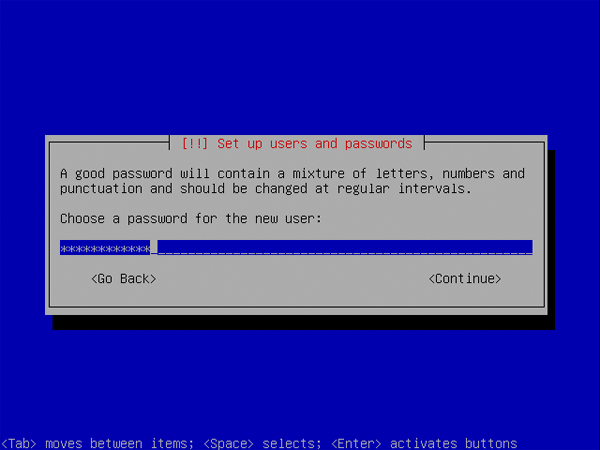 [!!] Set up users and passwords
A good password will contain a mixture of letters, numbers and
punctuation and should be changed at regular intervals.
Choose a password for the new user:
************__________________________________________________
<Go Back> <Continue>
<Tab> moves between items; <Space> selects; <Enter> activates buttons